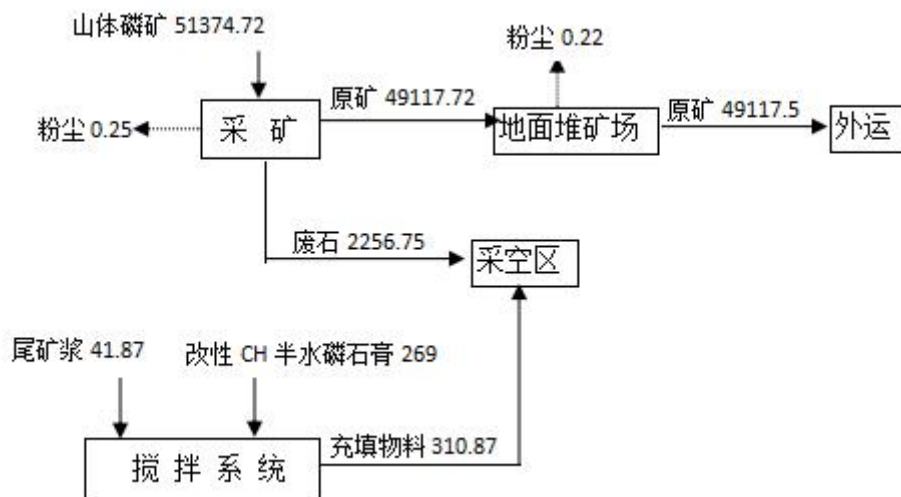 山体磷矿 51374.72
粉尘 0.22
原矿 49117.72
原矿 49117.5
粉尘 0.25
采 矿
地面堆矿场
外运
废石 2256.75
采空区
尾矿浆 41.87
改性 CH 半水磷石膏 269
充填物料 310.87
搅 拌 系 统